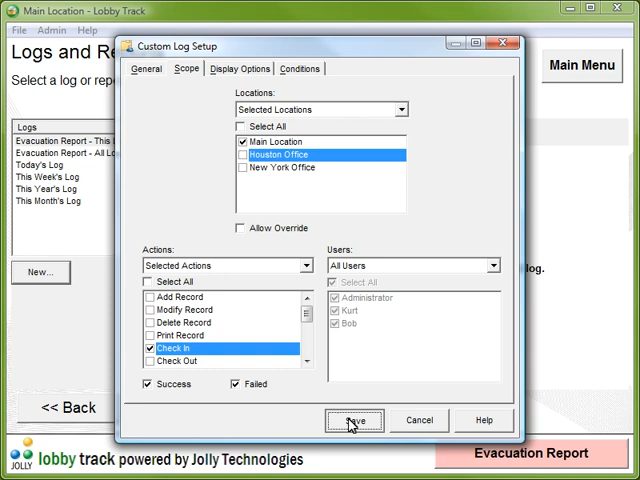 Main Location - Lobby Track
File Admin Help
Logs and Re
Select a log or repo
Main Menu
Logs
Evacuation Report - This L
Evacuation Report - All Lo
Today's Log
This Week's Log
This Year's Log
This Month's Log
New...
og.
<< Back
Custom Log Setup
General Scope Display Options Conditions
Locations:
Selected Locations
Select All
Main Location
Houston Office
New York Office
Allow Override
Actions:
Selected Actions
Select All
Add Record
Modify Record
Delete Record
Print Record
Check In
Check Out
Success Failed
Users:
All Users
Select All
Administrator
Kurt
Bob
Save Cancel Help
JOLLY lobby track powered by Jolly Technologies
Evacuation Report